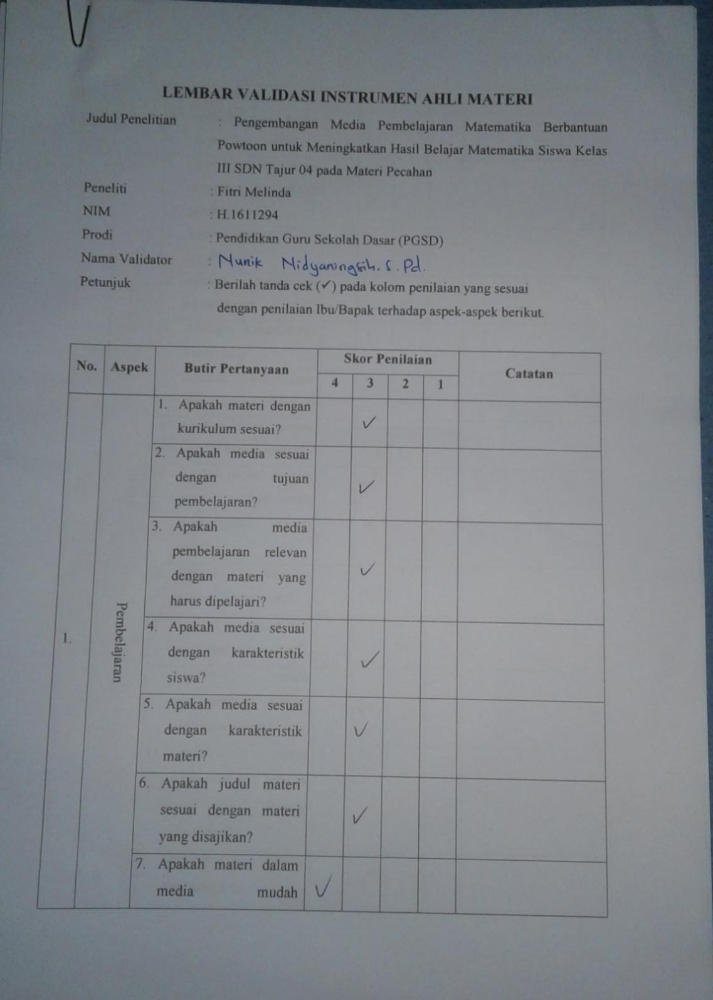 LEMBAR VALIDASI INSTRUMEN AHLI MATERI
Judul Penelitian : Pengembangan Media Pembelajaran Matematika Berbantuan
Powtoon untuk Meningkatkan Hasil Belajar Matematika Siswa Kelas
III SDN Tajur 04 pada Materi Pecahan
Peneliti : Fitri Melinda
NIM : H.1611294
Prodi : Pendidikan Guru Sekolah Dasar (PGSD)
Nama Validator : Nunik Nidyaningsih. S. Pd.
Petunjuk : Berilah tanda cek (✓) pada kolom penilaian yang sesuai
dengan penilaian Ibu/Bapak terhadap aspek-aspek berikut.
No. Aspek Butir Pertanyaan Skor Penilaian Catatan
4 3 2 1
1. Pembelajaran
1. Apakah materi dengan
kurikulum sesuai? ✓
2. Apakah media sesuai
dengan tujuan ✓
pembelajaran?
3. Apakah media
pembelajaran relevan
dengan materi yang ✓
harus dipelajari?
4. Apakah media sesuai
dengan karakteristik ✓
siswa?
5. Apakah media sesuai
dengan karakteristik ✓
materi?
6. Apakah judul materi
sesuai dengan materi ✓
yang disajikan?
7. Apakah materi dalam
media mudah ✓